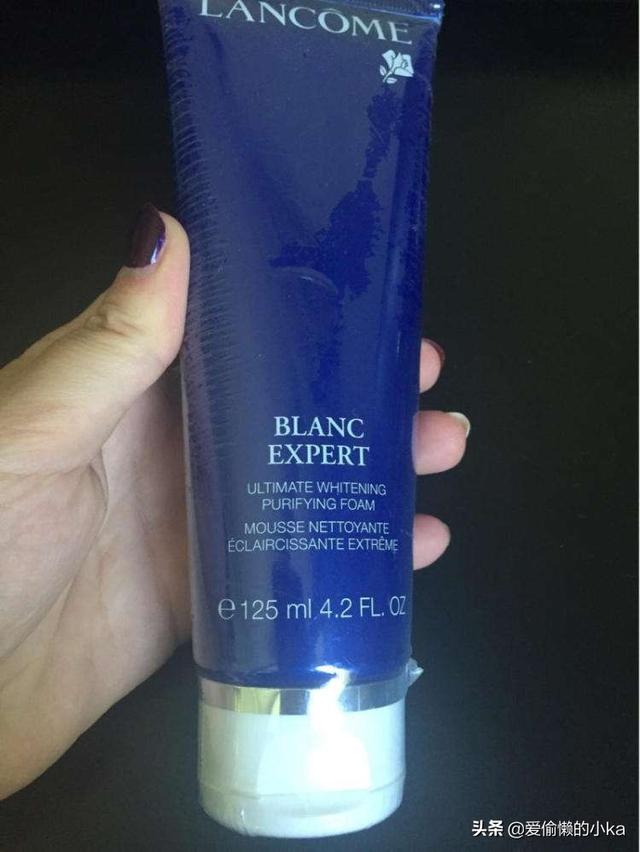 LANCÔME
BLANC
EXPERT
ULTIMATE WHITENING
PURIFYING FOAM
MOUSSE NETTOYANTE
ÉCLAIRCISSANTE EXTRÊME
℮ 125 ml 4.2 FL. OZ
头条 @爱偷懒的小ka